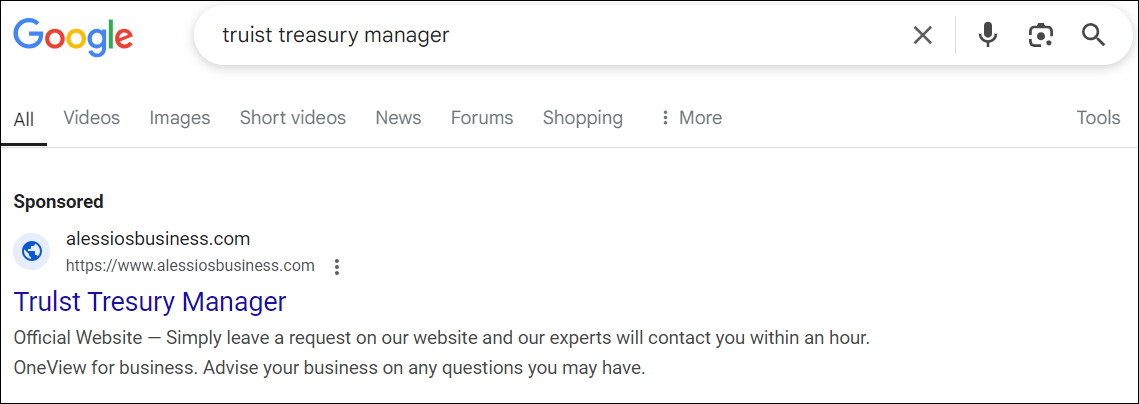 Google
truist treasury manager
All Videos Images Short videos News Forums Shopping More Tools
Sponsored
alessiosbusiness.com
https://www.alessiosbusiness.com
Trulst Tresury Manager
Official Website — Simply leave a request on our website and our experts will contact you within an hour.
OneView for business. Advise your business on any questions you may have.